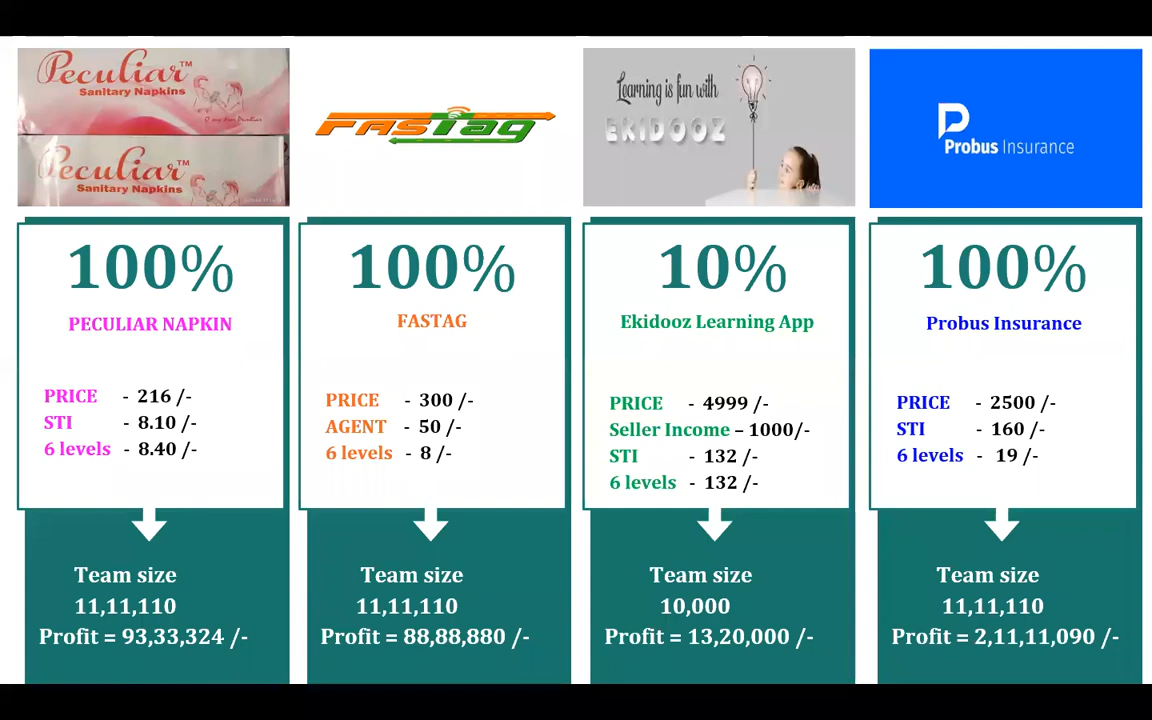 Peculiar™
Sanitary Napkins
Peculiar™
Sanitary Napkins
FASTag
Learning is fun with
EKIDOOZ
Probus Insurance
100%
PECULIAR NAPKIN
PRICE - 216 /-
STI - 8.10 /-
6 levels - 8.40 /-
Team size
11,11,110
Profit = 93,33,324 /-
100%
FASTAG
PRICE - 300 /-
AGENT - 50 /-
6 levels - 8 /-
Team size
11,11,110
Profit = 88,88,880 /-
10%
Ekidooz Learning App
PRICE - 4999 /-
Seller Income – 1000/-
STI - 132 /-
6 levels - 132 /-
Team size
10,000
Profit = 13,20,000 /-
100%
Probus Insurance
PRICE - 2500 /-
STI - 160 /-
6 levels - 19 /-
Team size
11,11,110
Profit = 2,11,11,090 /-